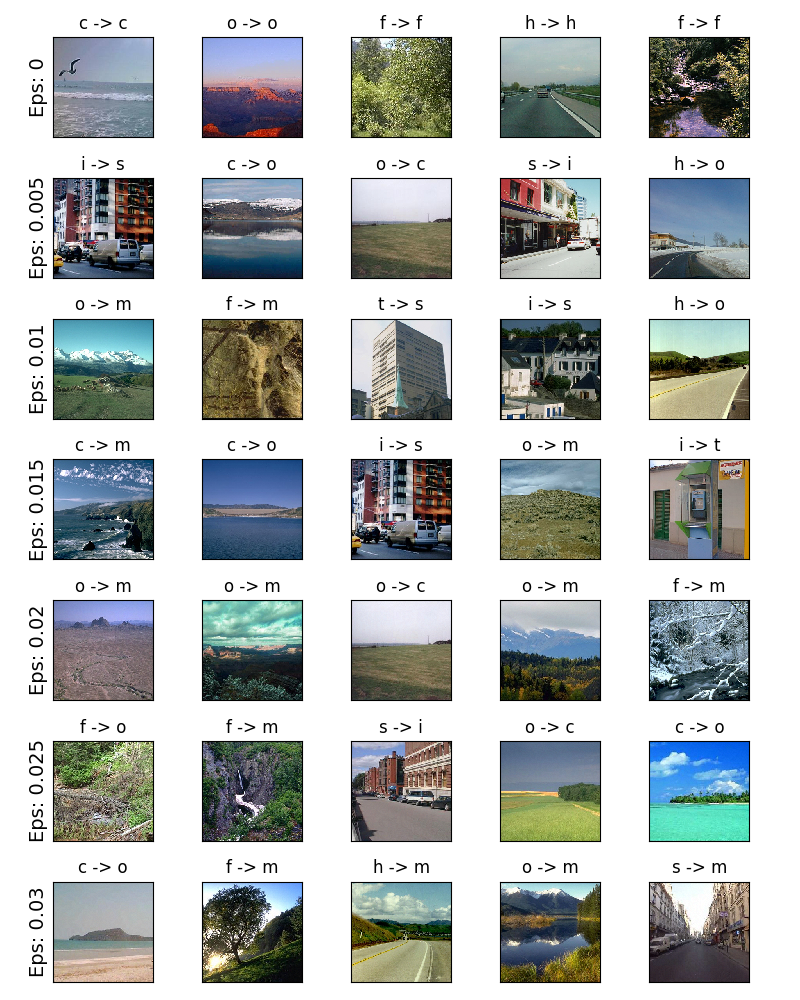 c -> c o -> o f -> f h -> h f -> f
Eps: 0
i -> s c -> o o -> c s -> i h -> o
Eps: 0.005
o -> m f -> m t -> s i -> s h -> o
Eps: 0.01
c -> m c -> o i -> s o -> m i -> t
Eps: 0.015
o -> m o -> m o -> c o -> m f -> m
Eps: 0.02
f -> o f -> m s -> i o -> c c -> o
Eps: 0.025
c -> o f -> m h -> m o -> m s -> m
Eps: 0.03